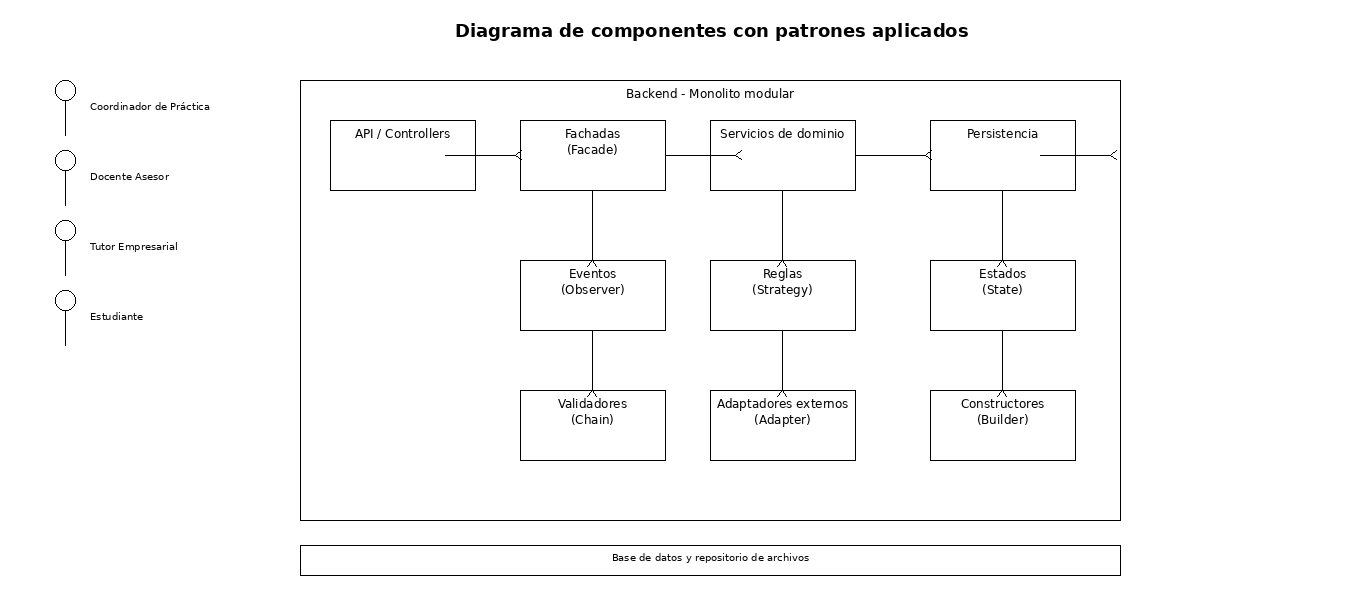 Diagrama de componentes con patrones aplicados
Coordinador de Práctica
Docente Asesor
Tutor Empresarial
Estudiante
Backend - Monolito modular
API / Controllers
Fachadas
(Facade)
Servicios de dominio
Persistencia
Eventos
(Observer)
Reglas
(Strategy)
Estados
(State)
Validadores
(Chain)
Adaptadores externos
(Adapter)
Constructores
(Builder)
Base de datos y repositorio de archivos